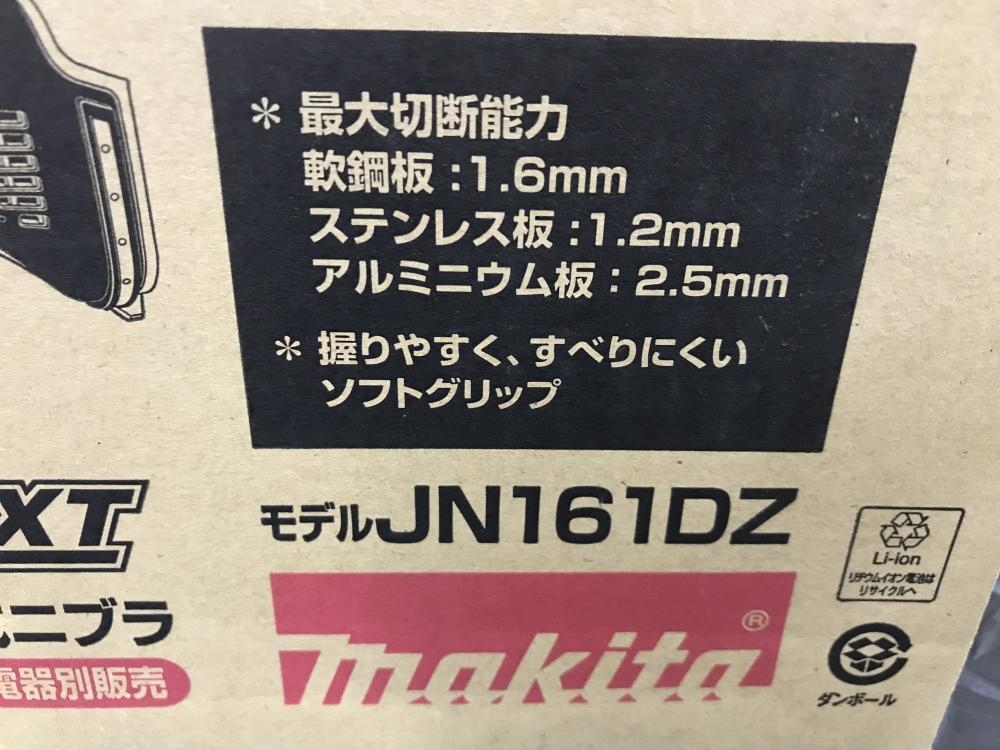 * 最大切断能力
軟鋼板:1.6mm
ステンレス板:1.2mm
アルミニウム板:2.5mm
* 握りやすく、すべりにくい
ソフトグリップ
XT
モデルJN161DZ
ニブラ
電器別販売
makita®
Li-ion
リチウムイオン電池は
リサイクルへ
ダンボール